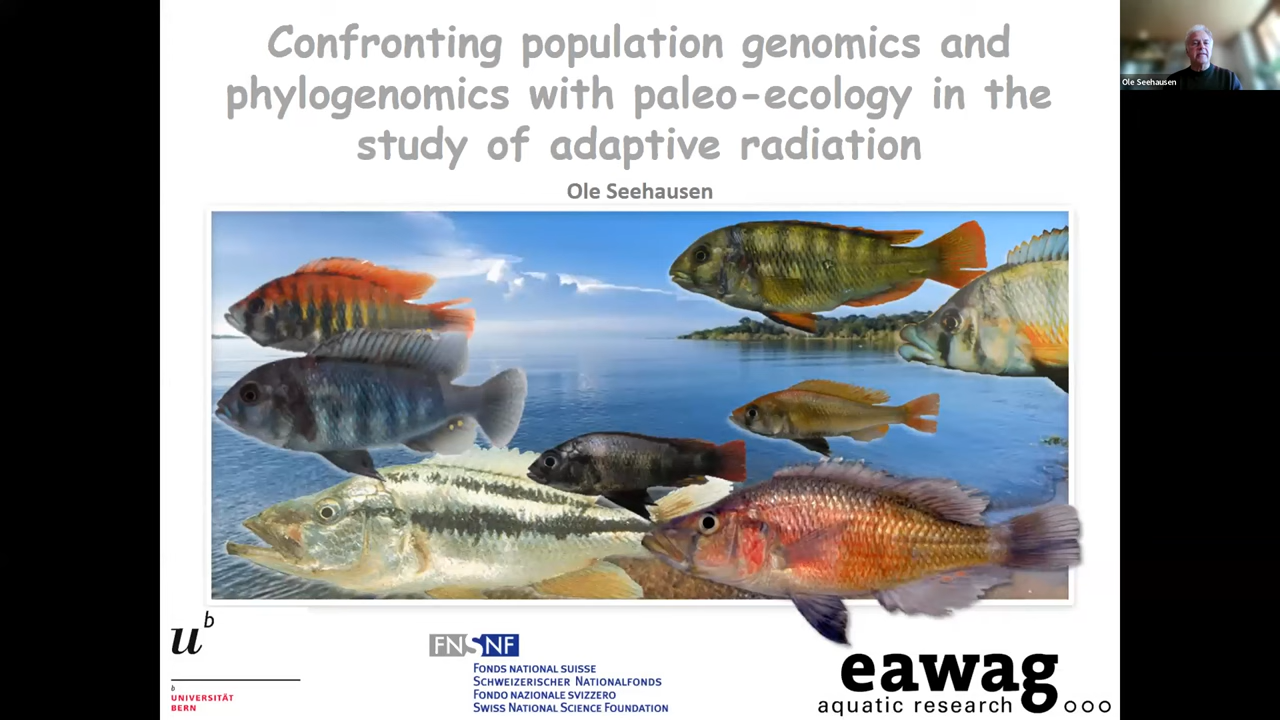 Confronting population genomics and
phylogenomics with paleo-ecology in the
study of adaptive radiation
Ole Seehausen
Ole Seehausen
u^b
b
UNIVERSITÄT
BERN
FNSNF
FONDS NATIONAL SUISSE
SCHWEIZERISCHER NATIONALFONDS
FONDO NAZIONALE SVIZZERO
SWISS NATIONAL SCIENCE FOUNDATION
eawag
aquatic research